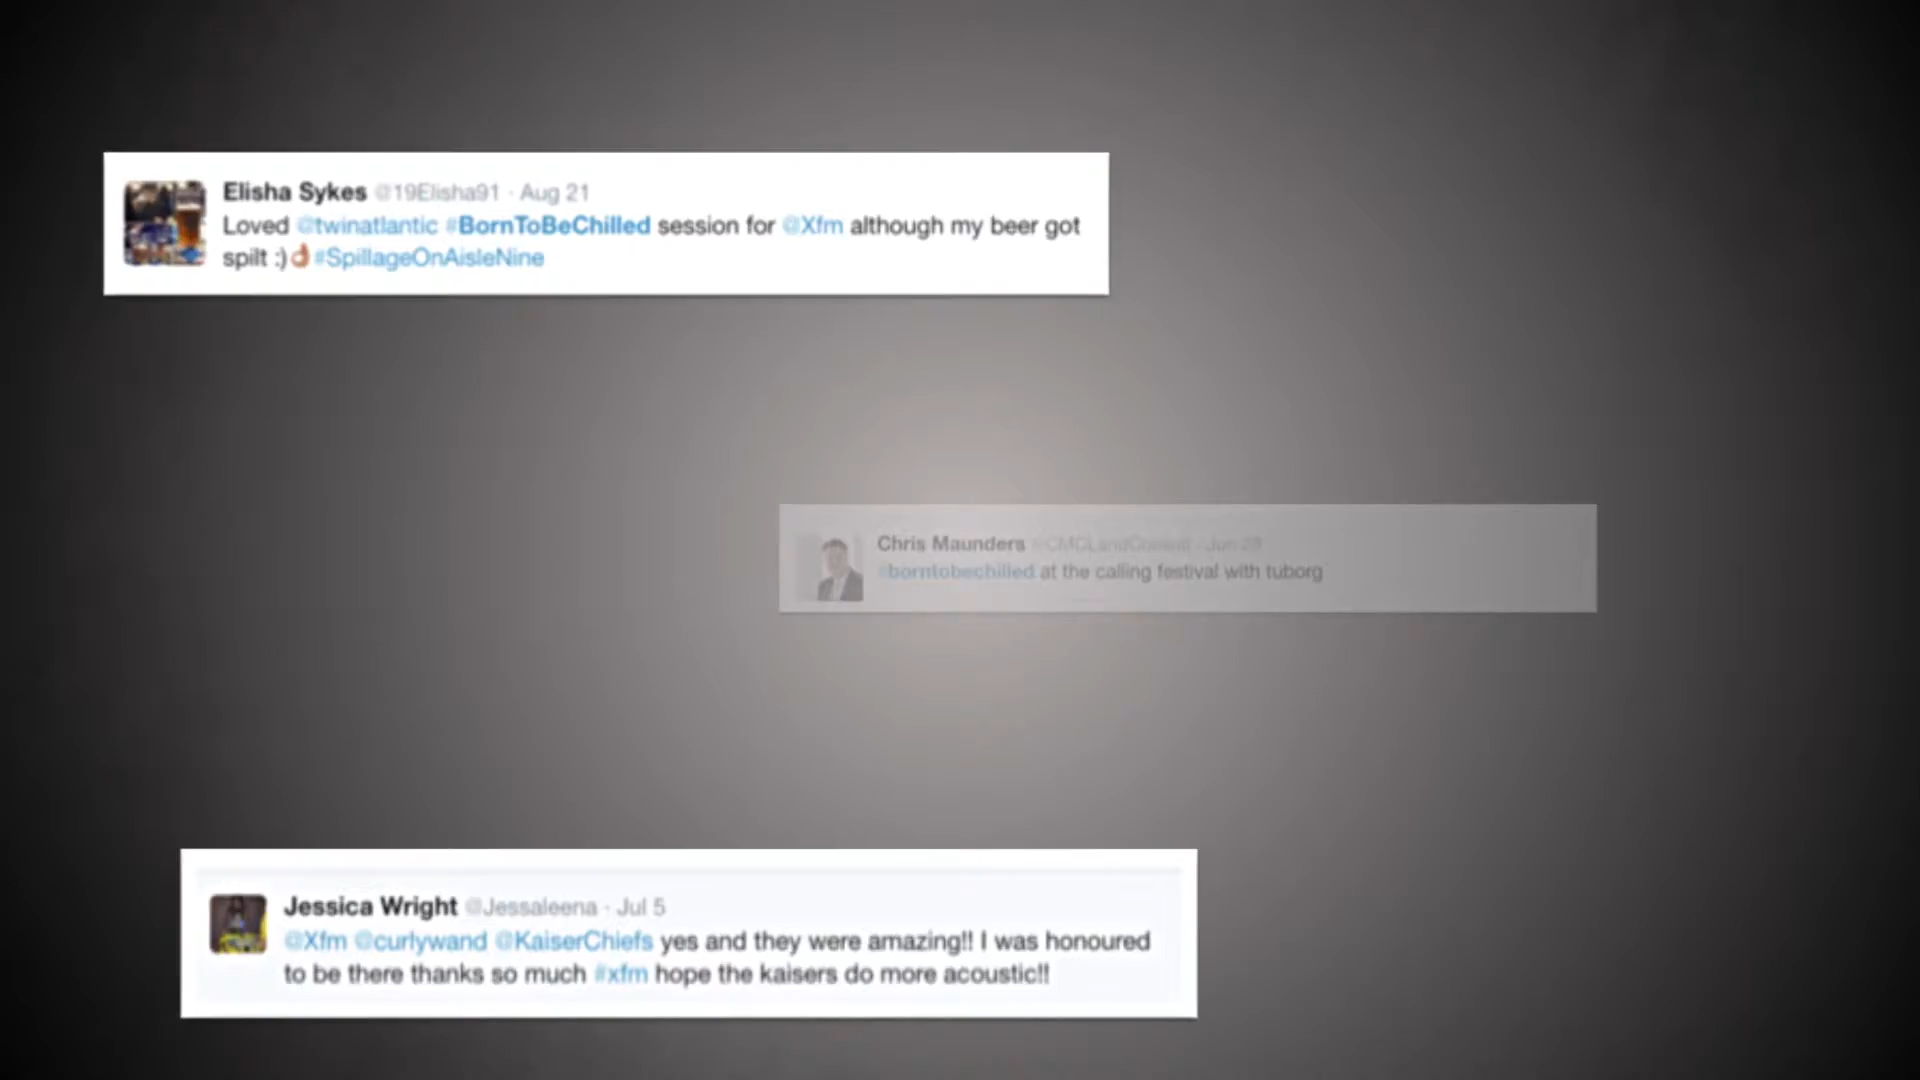 Elisha Sykes @19Elisha91 · Aug 21
Loved @twinatlantic #BornToBeChilled session for @Xfm although my beer got
spilt :)👌 #SpillageOnAisleNine
Chris Maunders · Jun 28
#borntobechilled at the calling festival with tuborg
Jessica Wright @Jessaleena · Jul 5
@Xfm @curlywand @KaiserChiefs yes and they were amazing!! I was honoured
to be there thanks so much #xfm hope the kaisers do more acoustic!!